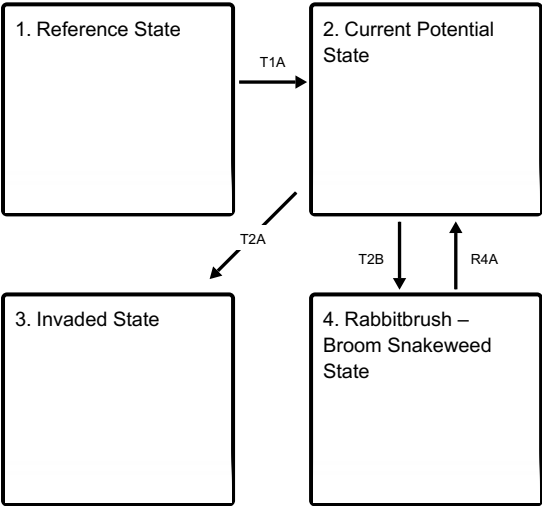 1. Reference State
T1A
2. Current Potential
State
T2A
T2B
R4A
3. Invaded State
4. Rabbitbrush –
Broom Snakeweed
State